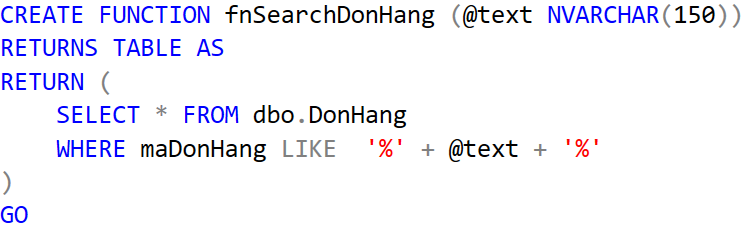 CREATE FUNCTION fnSearchDonHang (@text NVARCHAR(150))
RETURNS TABLE AS
RETURN (
    SELECT * FROM dbo.DonHang
    WHERE maDonHang LIKE  '%' + @text + '%'
)
GO